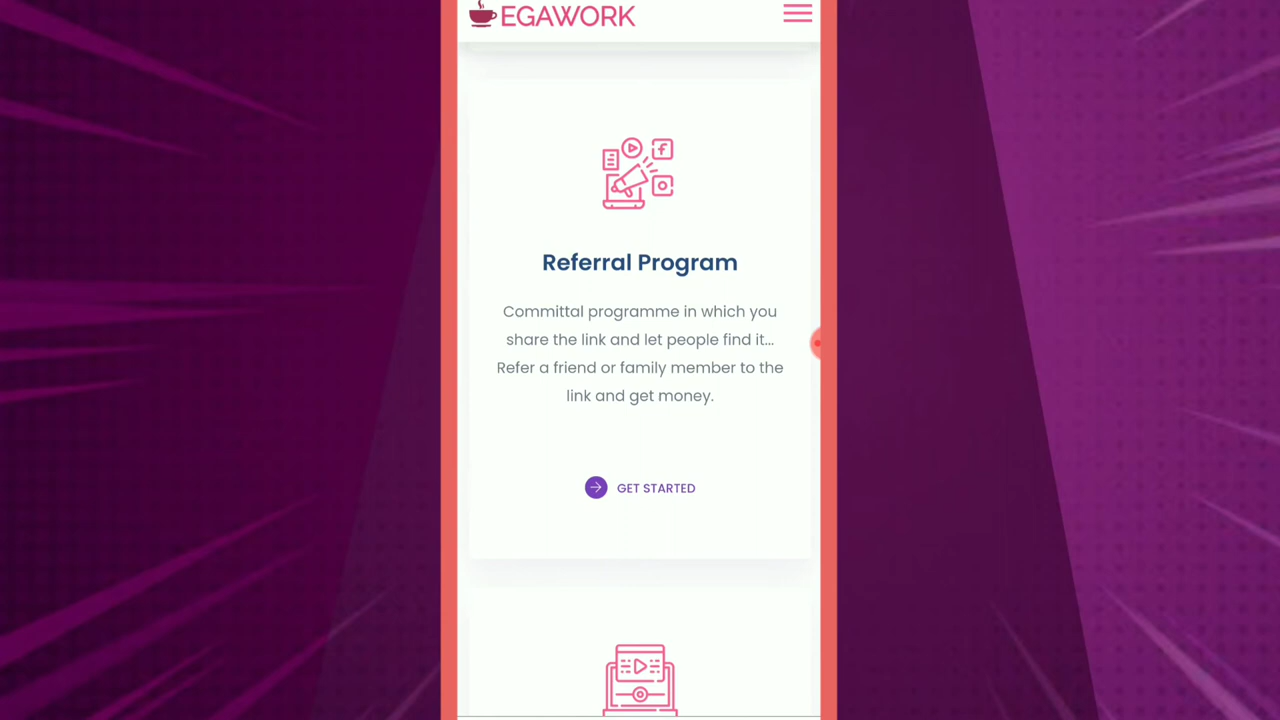 EGAWORK
Referral Program
Committal programme in which you
share the link and let people find it...
Refer a friend or family member to the
link and get money.
GET STARTED